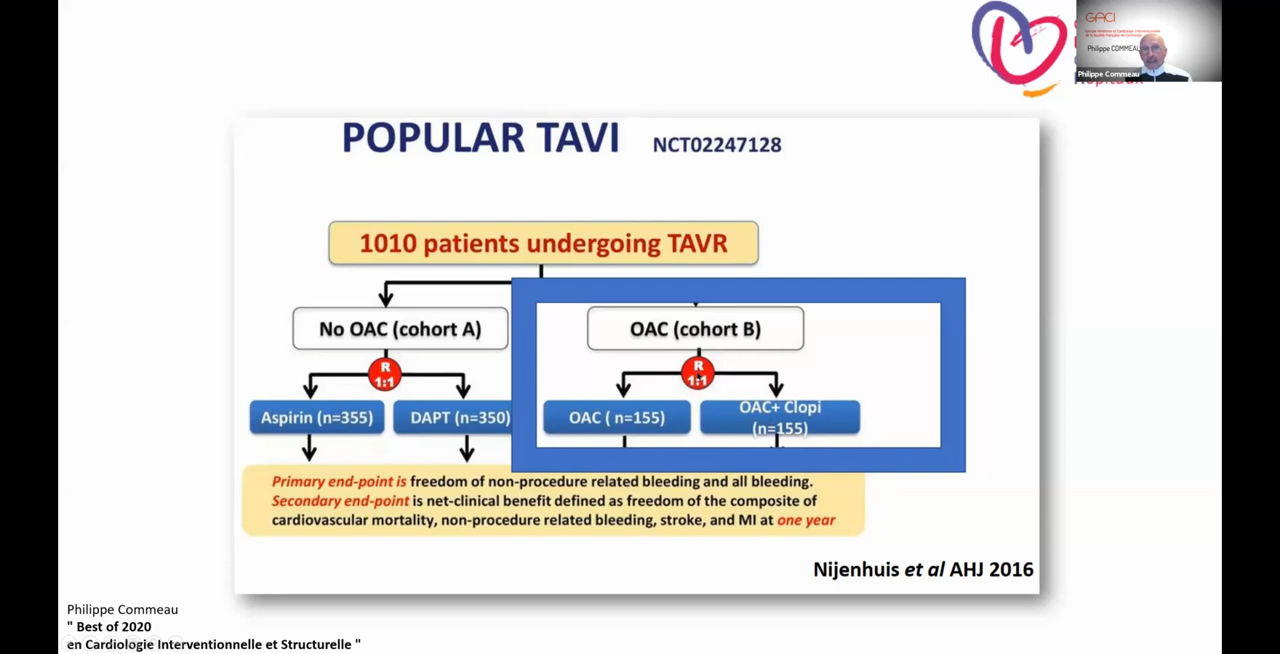 GACI
Philippe COMMEAU
Philippe Commeau
POPULAR TAVI NCT02247128
1010 patients undergoing TAVR
No OAC (cohort A)
OAC (cohort B)
R
1:1
R
1:1
Aspirin (n=355)
DAPT (n=350)
OAC ( n=155)
OAC+ Clopi
(n=155)
Primary end-point is freedom of non-procedure related bleeding and all bleeding.
Secondary end-point is net-clinical benefit defined as freedom of the composite of
cardiovascular mortality, non-procedure related bleeding, stroke, and MI at one year
Nijenhuis et al AHJ 2016
Philippe Commeau
" Best of 2020
en Cardiologie Interventionnelle et Structurelle "